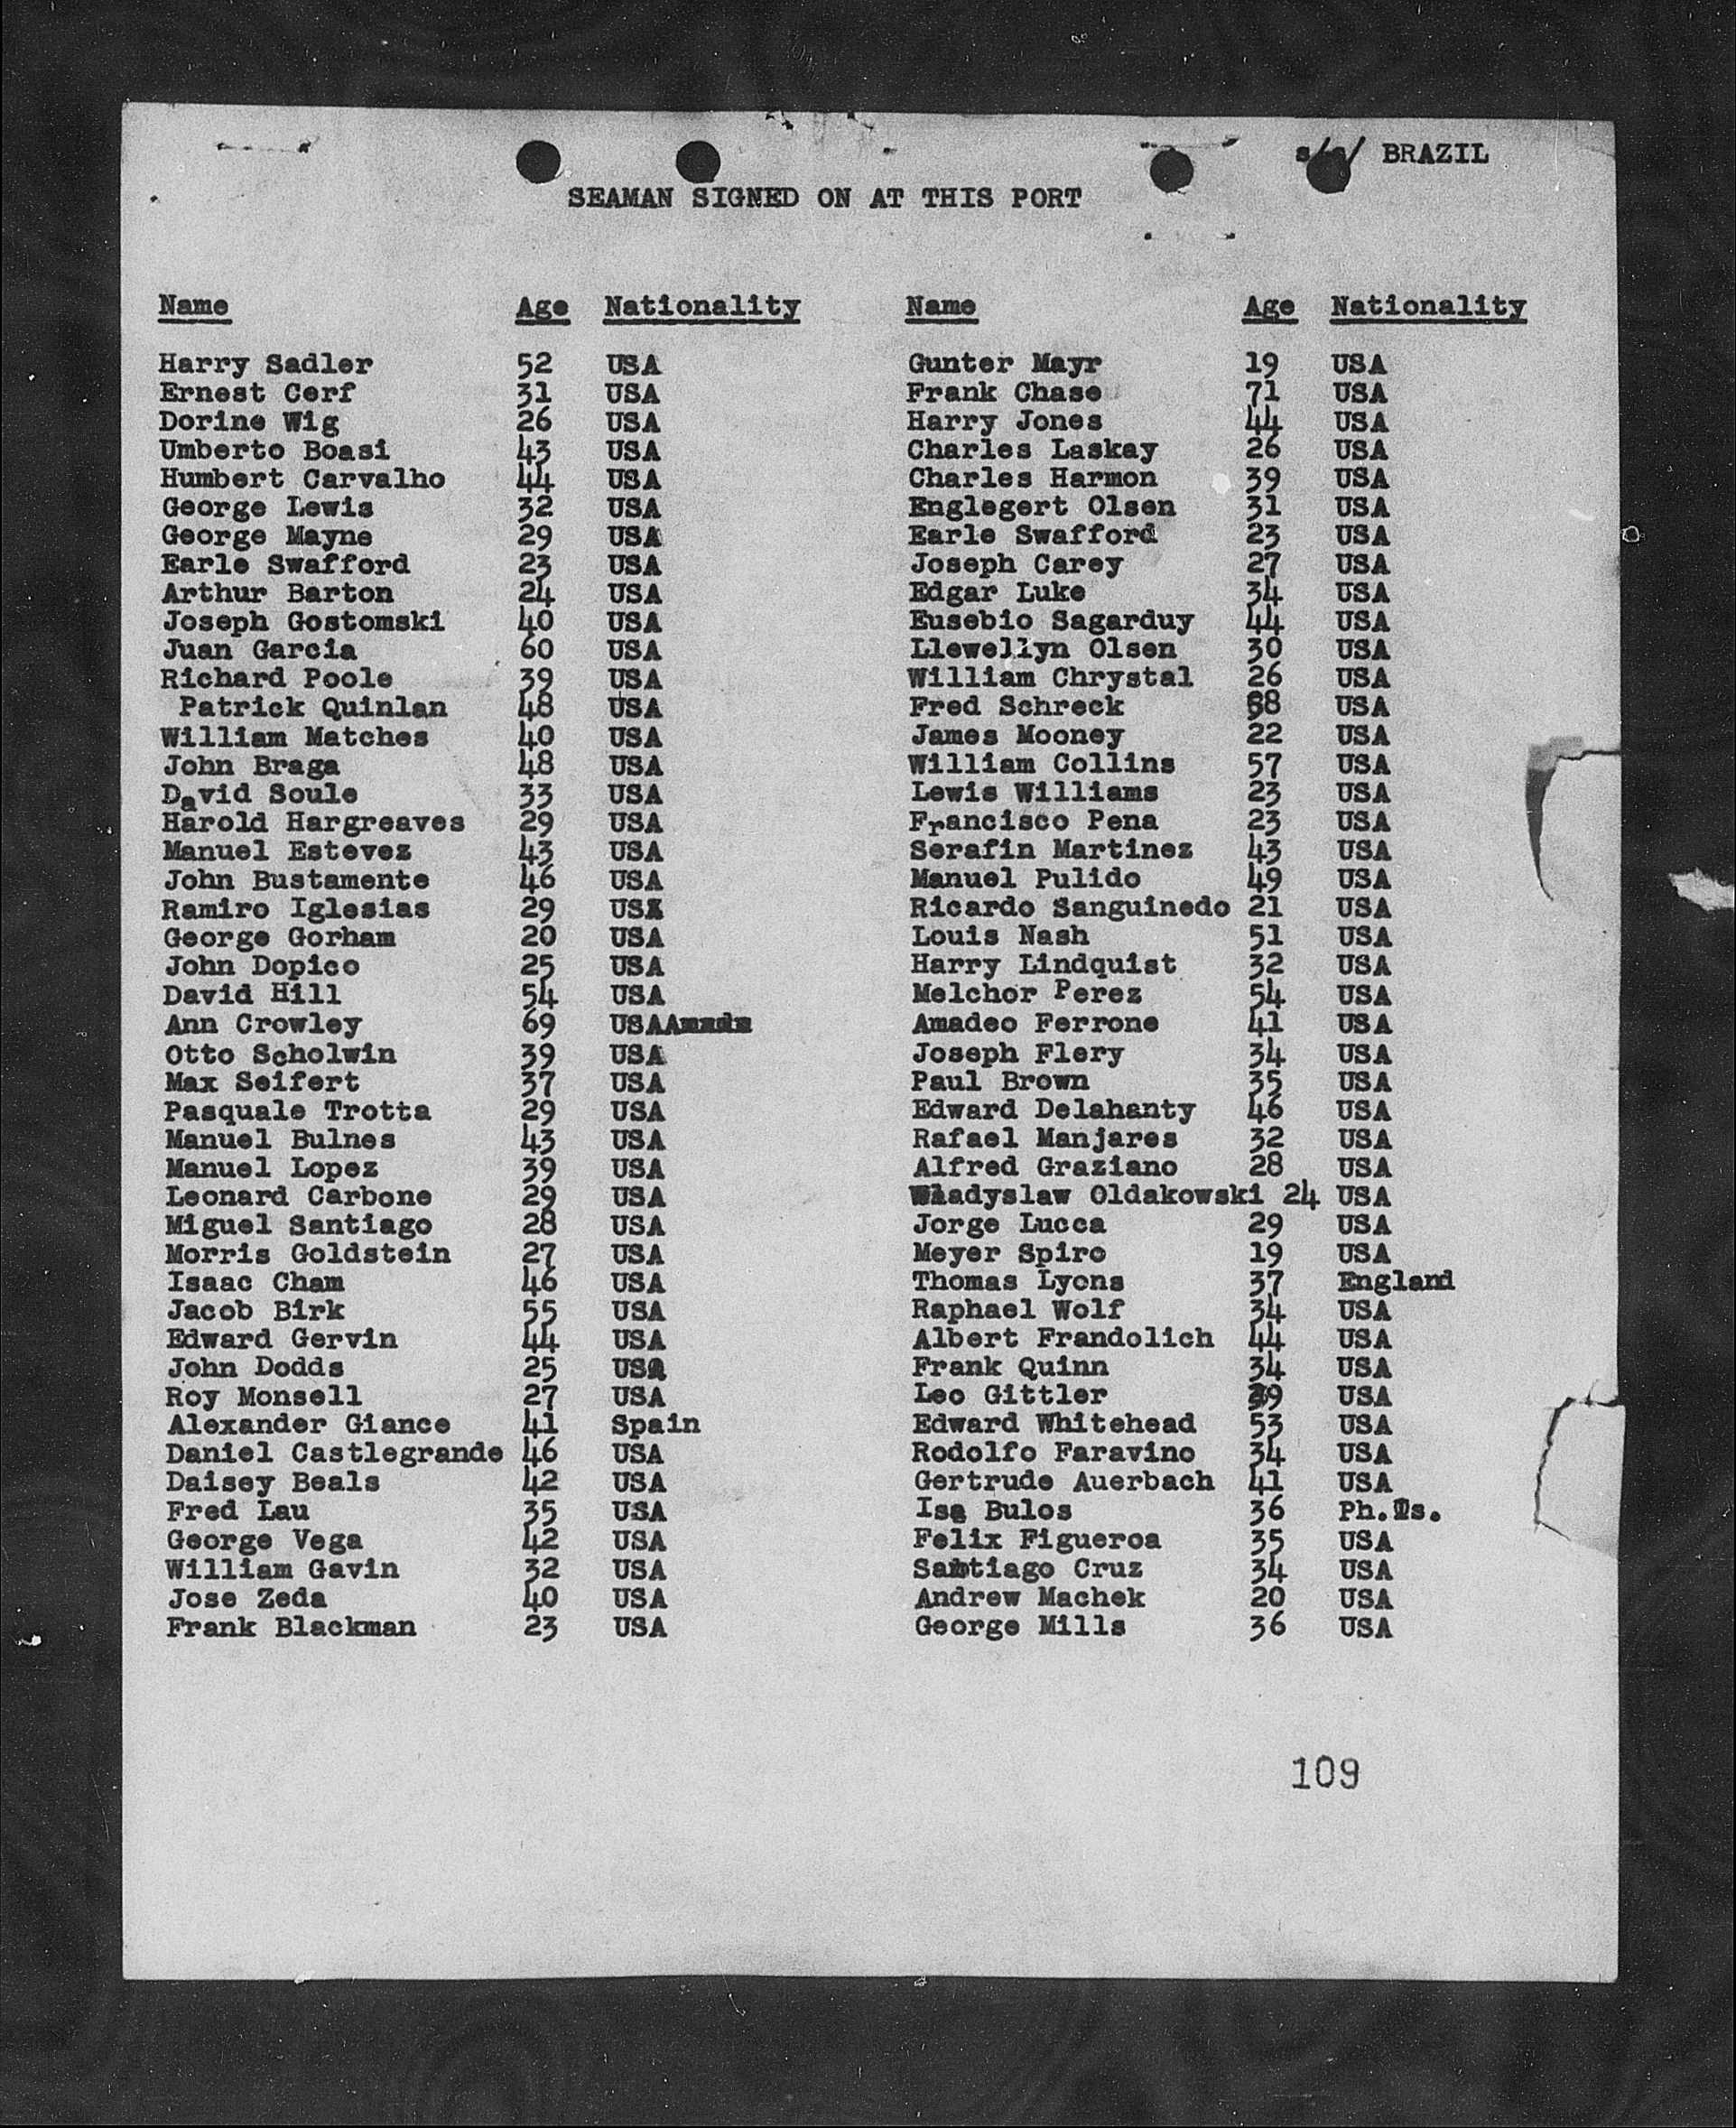 s/s/ BRAZIL
SEAMAN SIGNED ON AT THIS PORT
Name Age Nationality
Harry Sadler 52 USA
Ernest Cerf 31 USA
Dorine Wig 26 USA
Umberto Boasi 43 USA
Humbert Carvalho 44 USA
George Lewis 32 USA
George Mayne 29 USA
Earle Swafford 23 USA
Arthur Barton 24 USA
Joseph Gostomski 40 USA
Juan Garcia 60 USA
Richard Poole 39 USA
Patrick Quinlan 48 USA
William Matches 40 USA
John Braga 48 USA
David Soule 33 USA
Harold Hargreaves 29 USA
Manuel Estevez 43 USA
John Bustamente 46 USA
Ramiro Iglesias 29 USA
George Gorham 20 USA
John Dopico 25 USA
David Hill 54 USA
Ann Crowley 69 USA
Otto Scholwin 39 USA
Max Seifert 37 USA
Pasquale Trotta 29 USA
Manuel Bulnes 43 USA
Manuel Lopez 39 USA
Leonard Carbone 29 USA
Miguel Santiago 28 USA
Morris Goldstein 27 USA
Isaac Cham 46 USA
Jacob Birk 55 USA
Edward Gervin 44 USA
John Dodds 25 USA
Roy Monsell 27 USA
Alexander Giance 41 Spain
Daniel Castlegrande 46 USA
Daisey Beals 42 USA
Fred Lau 35 USA
George Vega 42 USA
William Gavin 32 USA
Jose Zeda 40 USA
Frank Blackman 23 USA
Name Age Nationality
Gunter Mayr 19 USA
Frank Chase 71 USA
Harry Jones 44 USA
Charles Laskay 26 USA
Charles Harmon 39 USA
Englegert Olsen 31 USA
Earle Swafford 23 USA
Joseph Carey 27 USA
Edgar Luke 34 USA
Eusebio Sagarduy 44 USA
Llewellyn Olsen 30 USA
William Chrystal 26 USA
Fred Schreck USA
James Mooney 22 USA
William Collins 57 USA
Lewis Williams 23 USA
Francisco Pena 23 USA
Serafin Martinez 43 USA
Manuel Pulido 49 USA
Ricardo Sanguinedo 21 USA
Louis Nash 51 USA
Harry Lindquist 32 USA
Melchor Perez 54 USA
Amadeo Ferrone 41 USA
Joseph Flery 34 USA
Paul Brown 35 USA
Edward Delahanty 46 USA
Rafael Manjares 32 USA
Alfred Graziano 28 USA
Wladyslaw Oldakowski 24 USA
Jorge Lucca 29 USA
Meyer Spiro 19 USA
Thomas Lyons 37 England
Raphael Wolf 34 USA
Albert Frandolich 44 USA
Frank Quinn 34 USA
Leo Gittler USA
Edward Whitehead 53 USA
Rodolfo Faravino 34 USA
Gertrude Auerbach 41 USA
Isa Bulos 36 Ph.Is.
Felix Figueroa 35 USA
Santiago Cruz 34 USA
Andrew Machek 20 USA
George Mills 36 USA
109